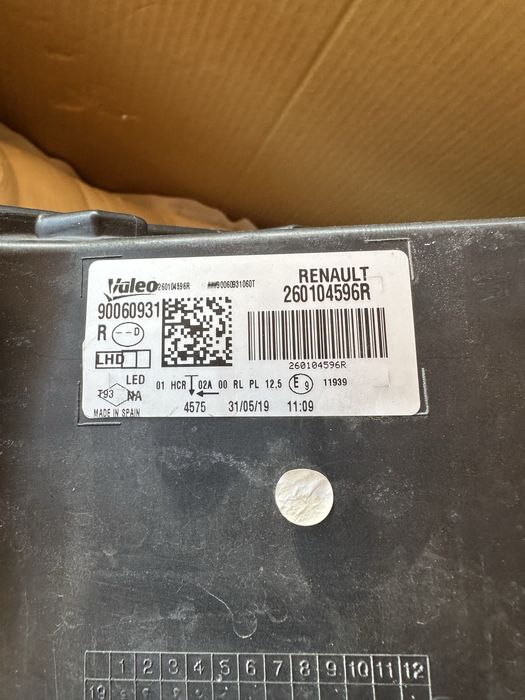 Valeo 260104596R ##90060931060T
RENAULT
260104596R
90060931
R --D
LHD
260104596R
LED 01 HCR 02A 00 RL PL 12,5 E9 11939
T93 NA
MADE IN SPAIN 4575 31/05/19 11:09
1 2 3 4 5 6 7 8 9 10 11 12
19